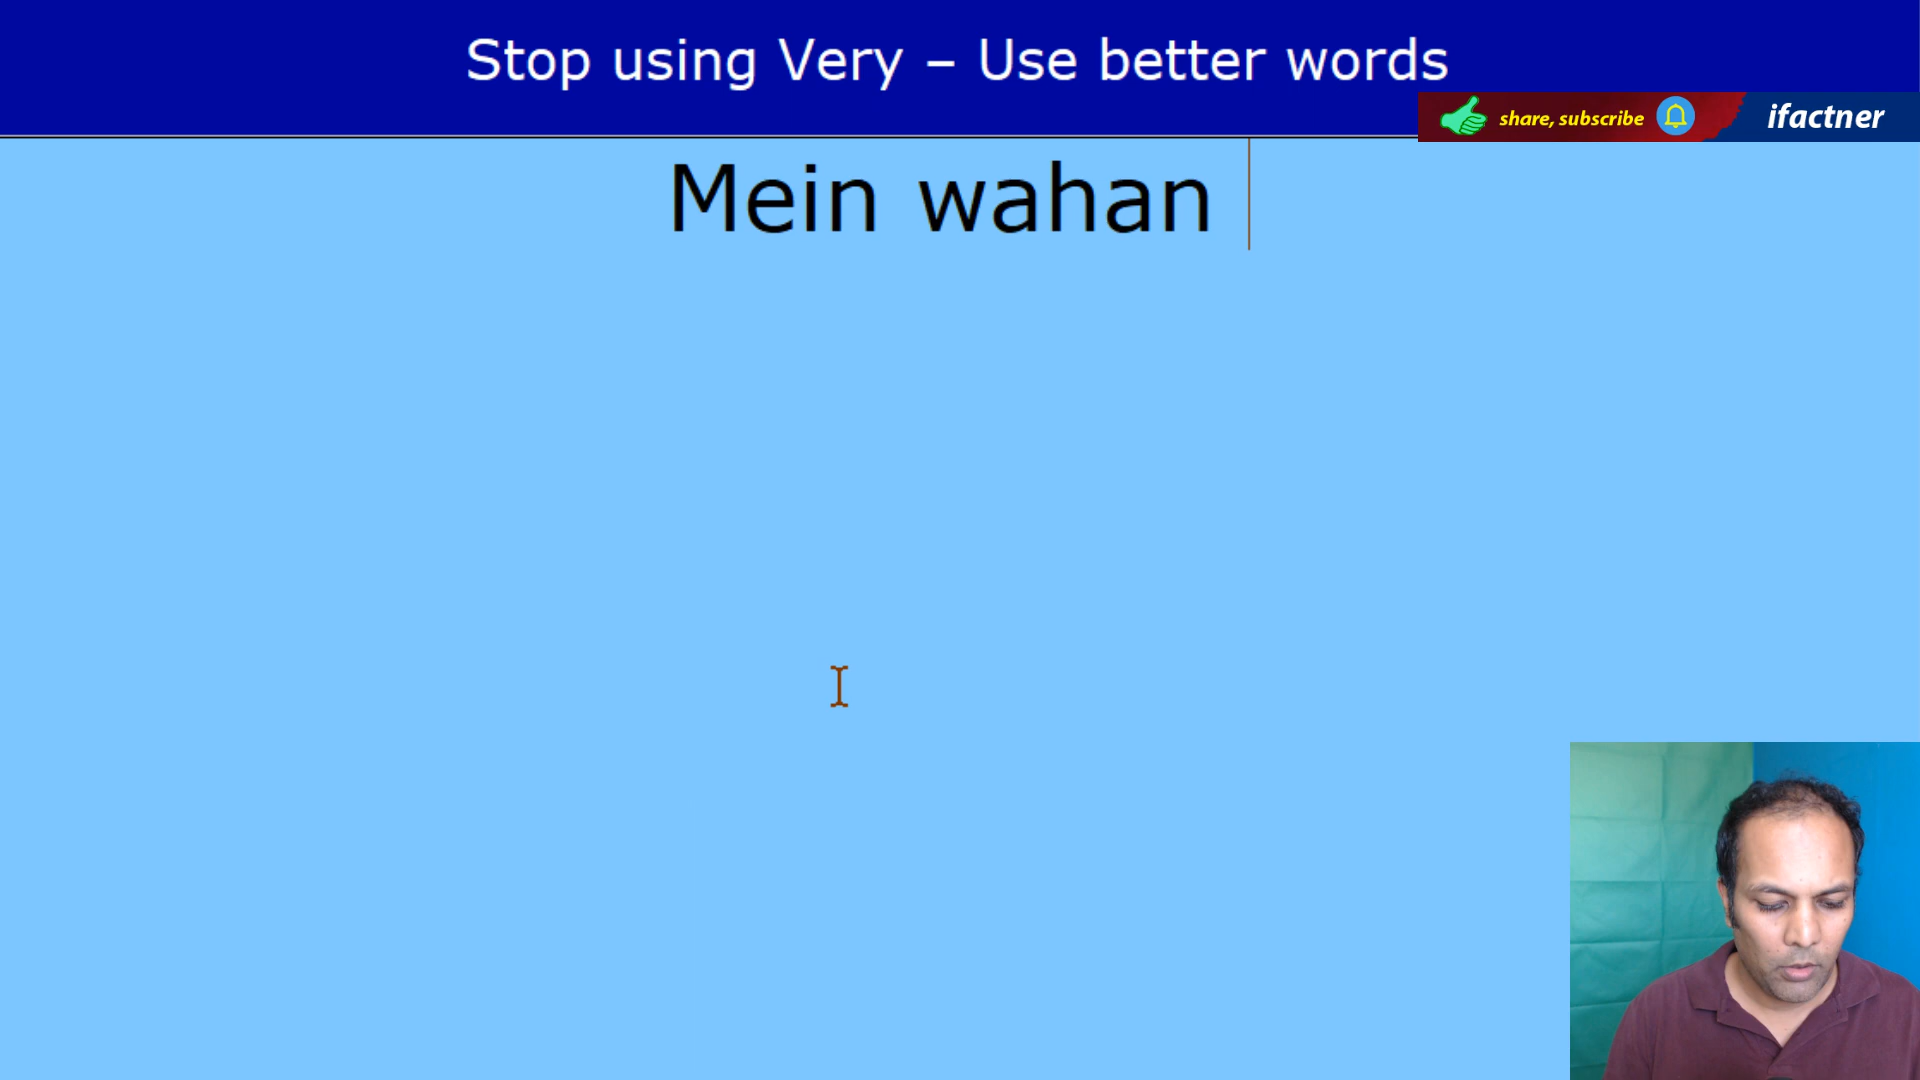 Stop using Very – Use better words
share, subscribe
ifactner
Mein wahan